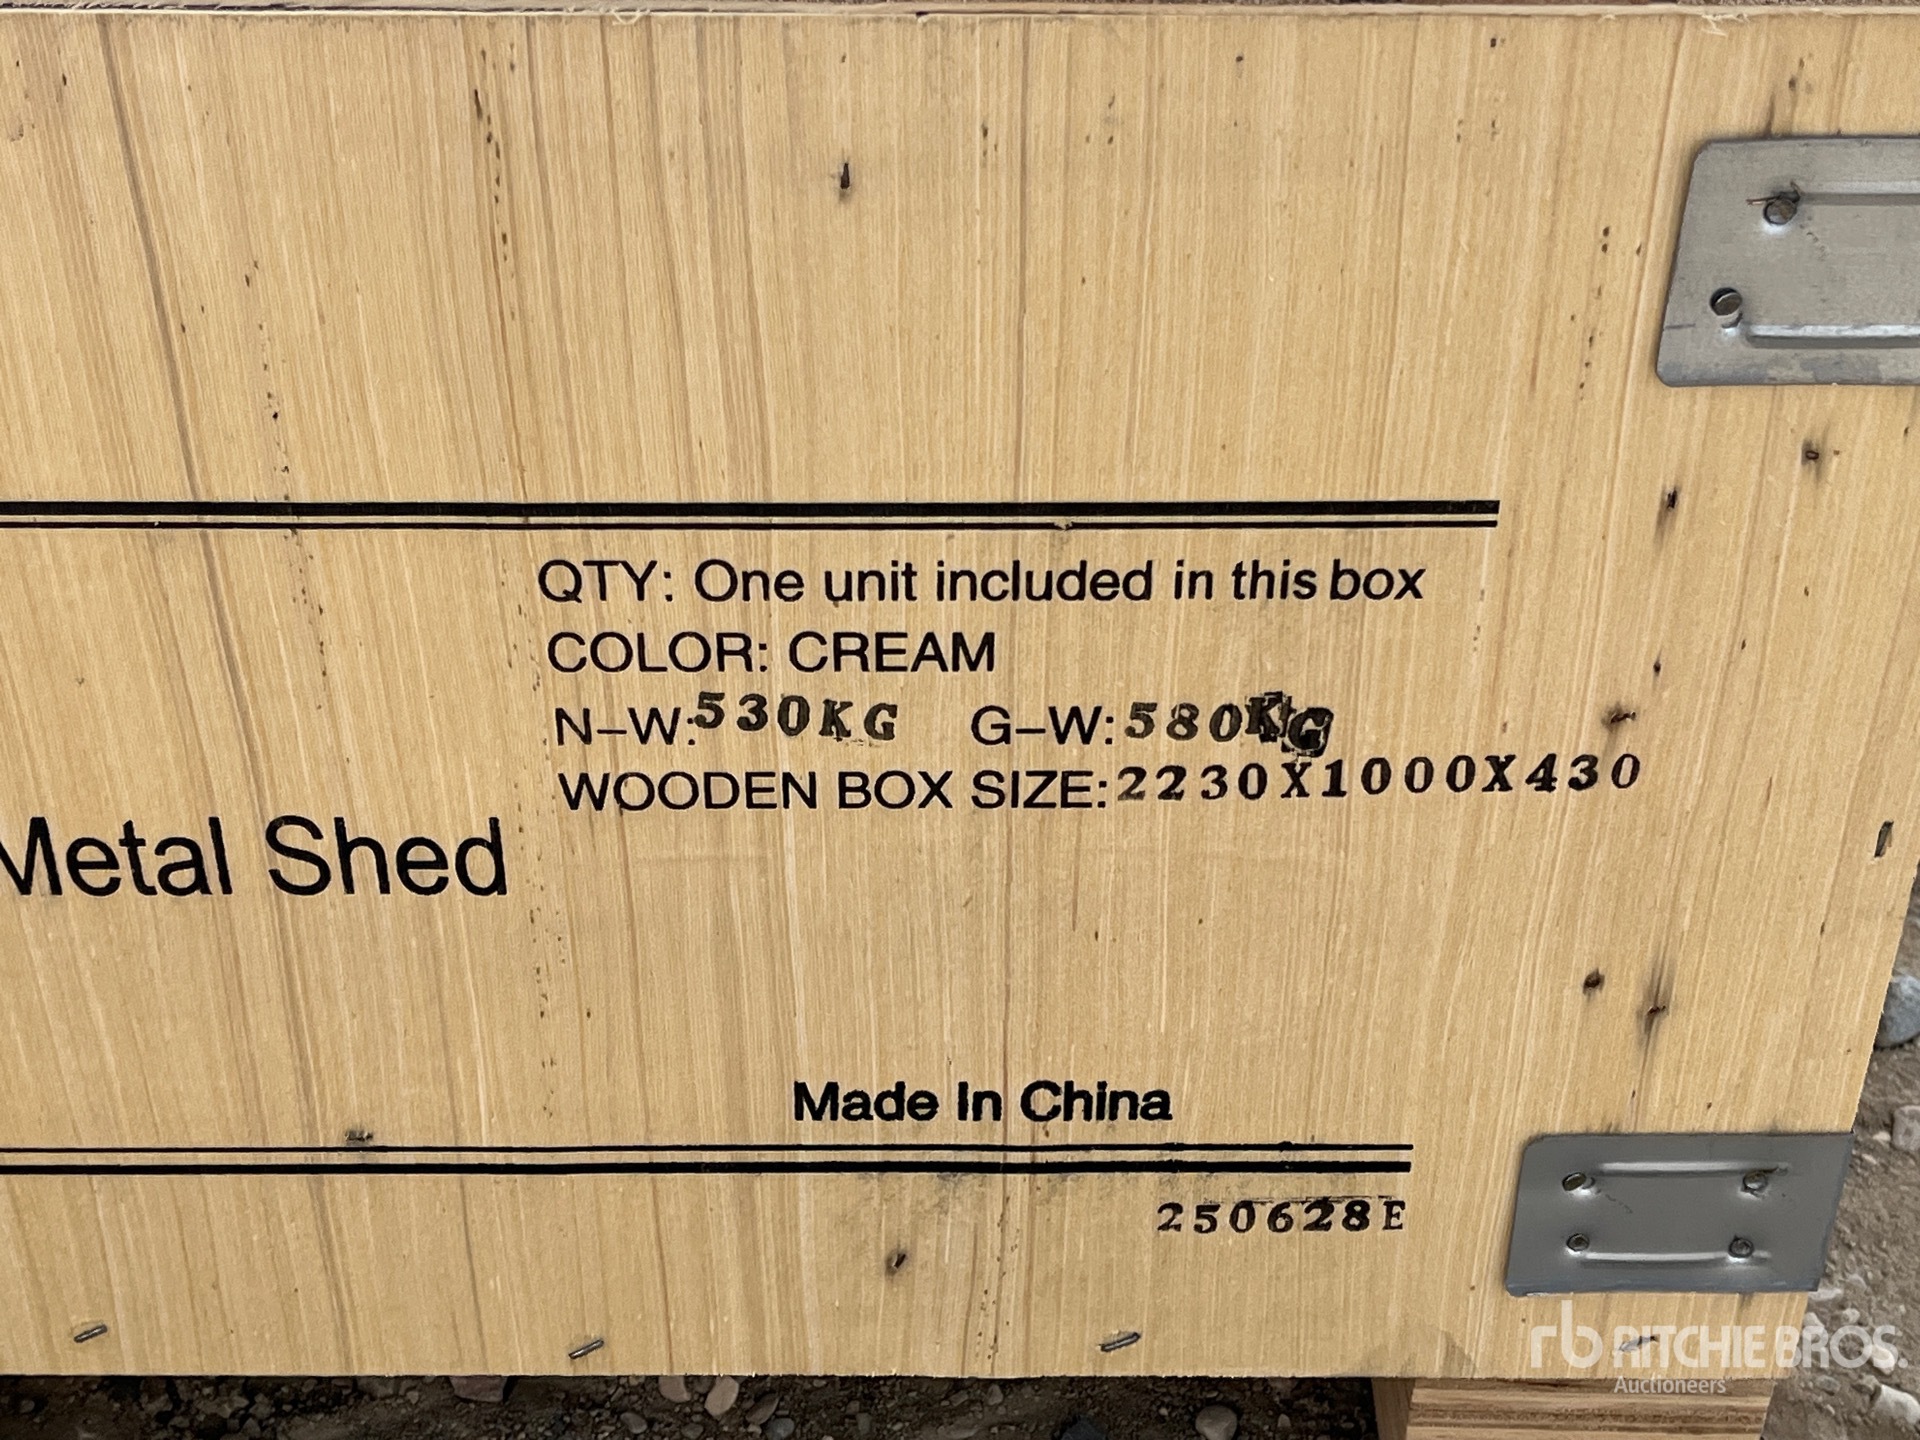 QTY: One unit included in this box
COLOR: CREAM
N-W: 530KG G-W: 580KG
WOODEN BOX SIZE: 2230X1000X430
Metal Shed
Made In China
250628E
rb RITCHIE BROS.
Auctioneers